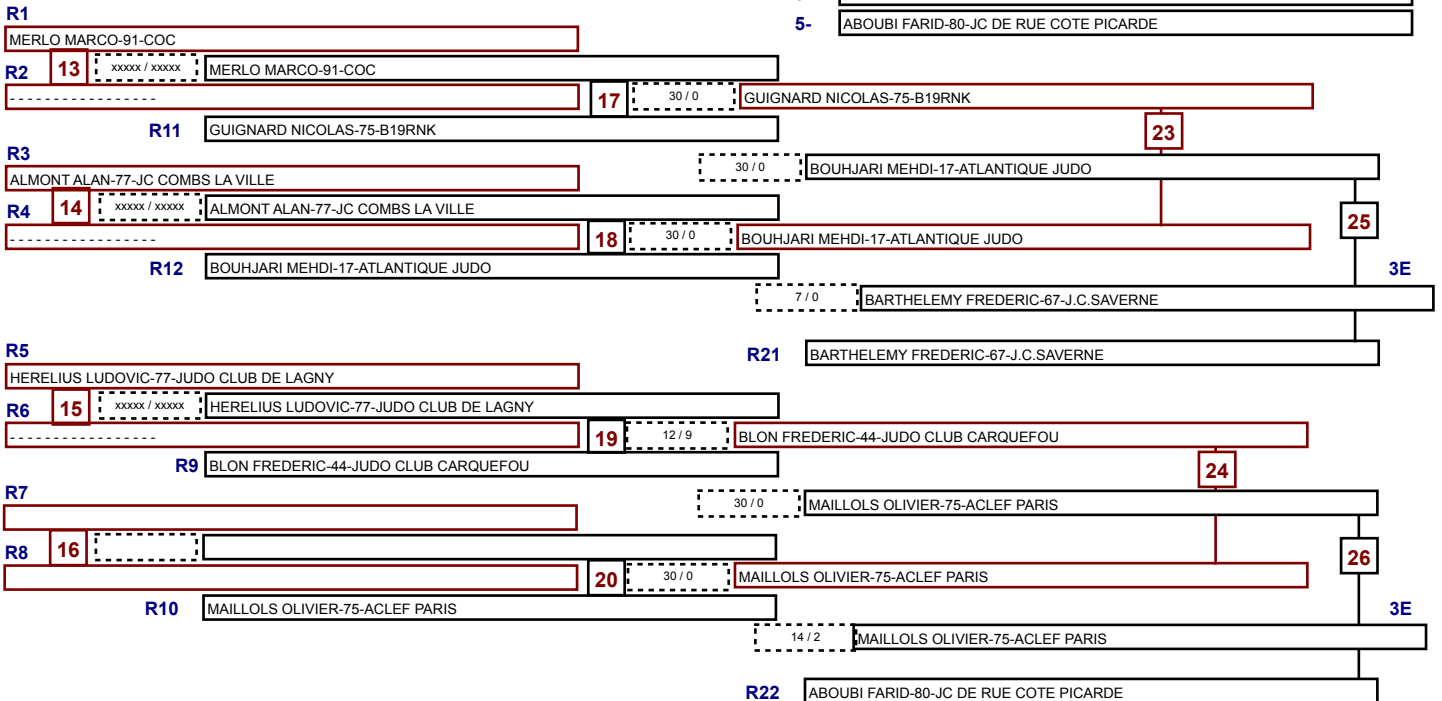 R1
5-
ABOUBI FARID-80-JC DE RUE COTE PICARDE
MERLO MARCO-91-COC
R2
13
xxxxx / xxxxx
MERLO MARCO-91-COC
- - - - - - - - - - - - - - - - -
17
30 / 0
GUIGNARD NICOLAS-75-B19RNK
R11
GUIGNARD NICOLAS-75-B19RNK
23
R3
30 / 0
BOUHJARI MEHDI-17-ATLANTIQUE JUDO
ALMONT ALAN-77-JC COMBS LA VILLE
R4
14
xxxxx / xxxxx
ALMONT ALAN-77-JC COMBS LA VILLE
25
- - - - - - - - - - - - - - - - -
18
30 / 0
BOUHJARI MEHDI-17-ATLANTIQUE JUDO
R12
BOUHJARI MEHDI-17-ATLANTIQUE JUDO
3E
7 / 0
BARTHELEMY FREDERIC-67-J.C.SAVERNE
R5
R21
BARTHELEMY FREDERIC-67-J.C.SAVERNE
HERELIUS LUDOVIC-77-JUDO CLUB DE LAGNY
R6
15
xxxxx / xxxxx
HERELIUS LUDOVIC-77-JUDO CLUB DE LAGNY
- - - - - - - - - - - - - - - - -
19
12 / 9
BLON FREDERIC-44-JUDO CLUB CARQUEFOU
R9
BLON FREDERIC-44-JUDO CLUB CARQUEFOU
24
R7
30 / 0
MAILLOLS OLIVIER-75-ACLEF PARIS
R8
16
26
20
30 / 0
MAILLOLS OLIVIER-75-ACLEF PARIS
R10
MAILLOLS OLIVIER-75-ACLEF PARIS
3E
14 / 2
MAILLOLS OLIVIER-75-ACLEF PARIS
R22
ABOUBI FARID-80-JC DE RUE COTE PICARDE